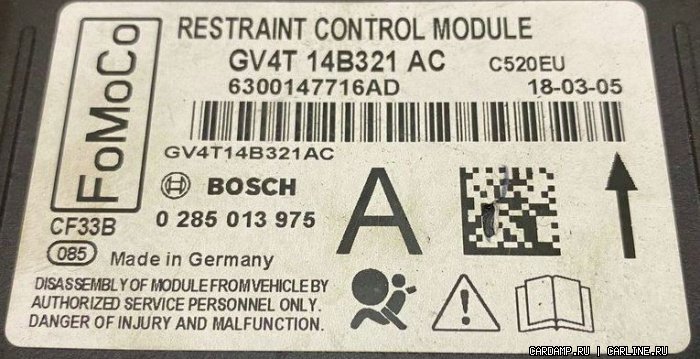 FoMoCo
RESTRAINT CONTROL MODULE
GV4T 14B321 AC C520EU
6300147716AD 18-03-05
GV4T14B321AC
BOSCH
CF33B 0 285 013 975 A
085 Made in Germany
DISASSEMBLY OF MODULE FROM VEHICLE BY
AUTHORIZED SERVICE PERSONNEL ONLY.
DANGER OF INJURY AND MALFUNCTION.
CARDAMP.RU | CARLINE.RU